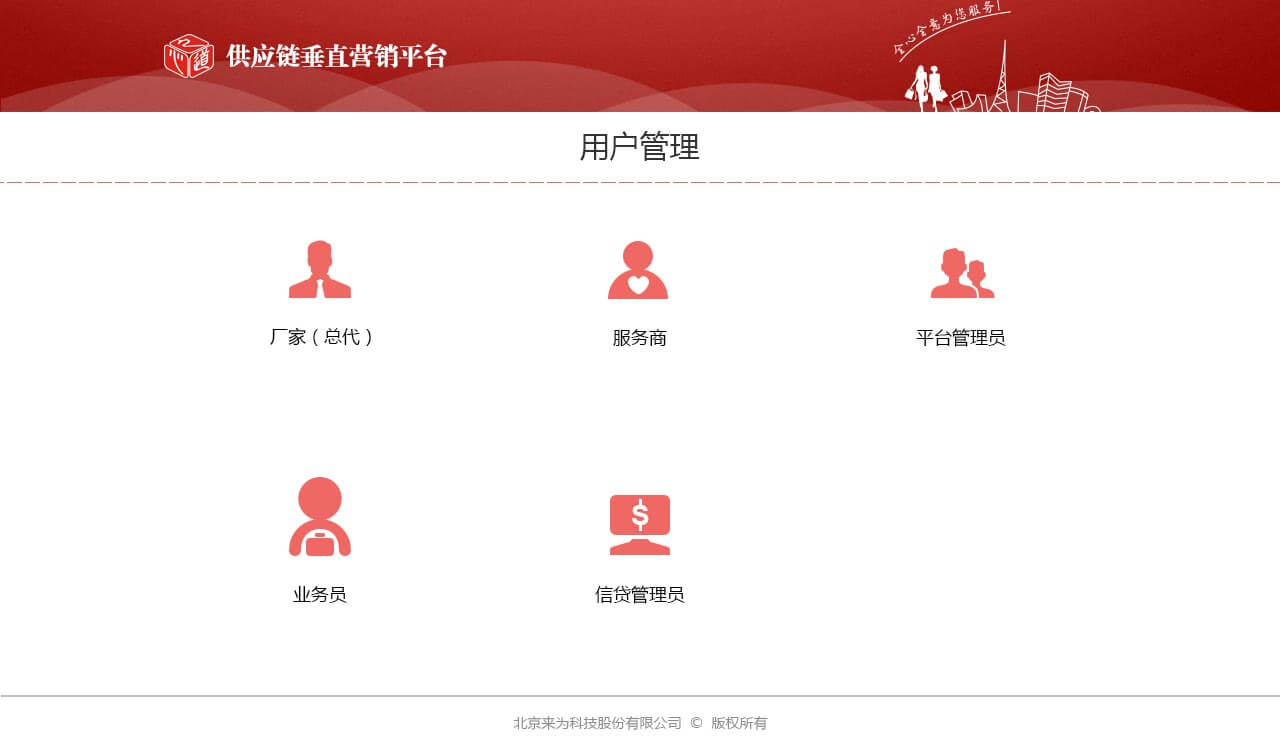 全心全意为您服务!
供应链垂直营销平台
用户管理
厂家（总代）
服务商
平台管理员
业务员
信贷管理员
北京来为科技股份有限公司 © 版权所有